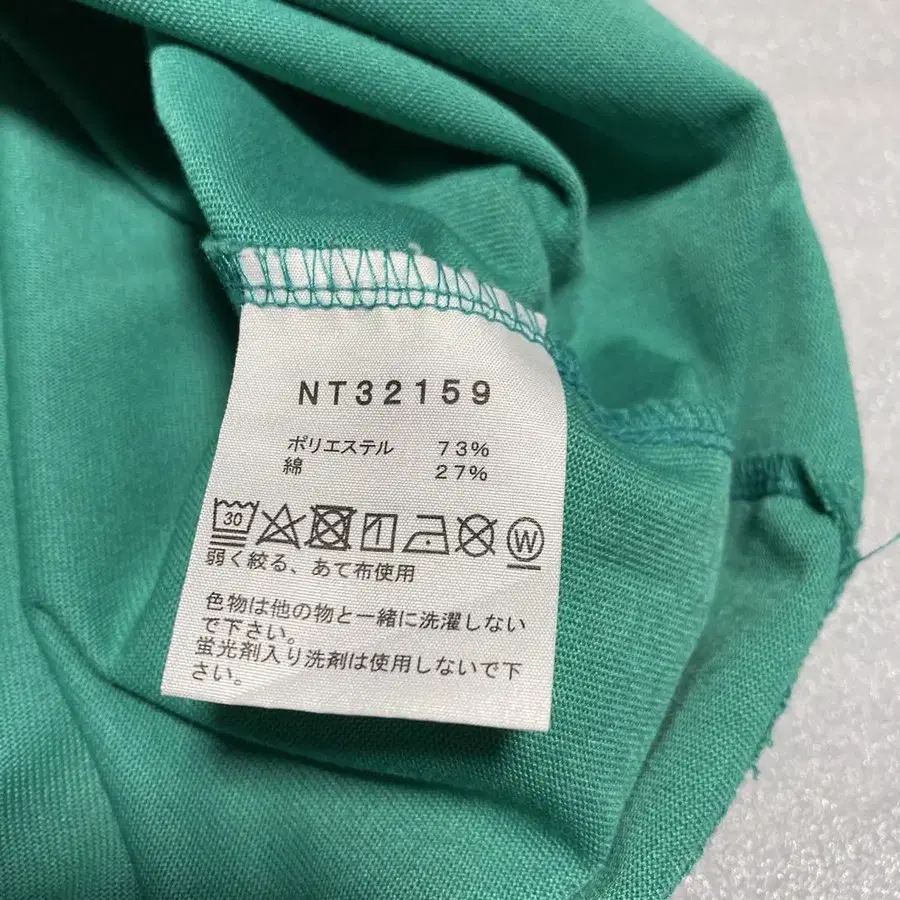 NT32159
ポリエステル 73%
綿 27%
30 W
弱く絞る、あて布使用
色物は他の物と一緒に洗濯しない
で下さい。
蛍光剤入り洗剤は使用しないで下
さい。